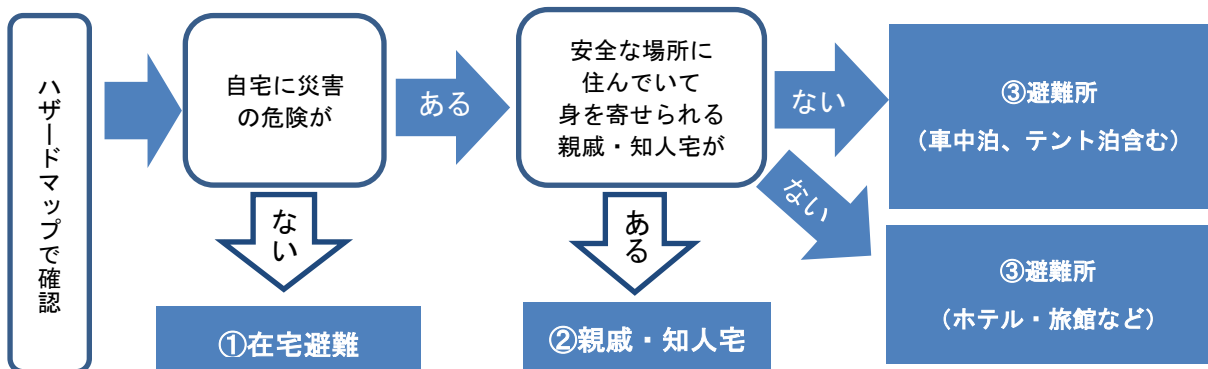 ハザードマップで確認
自宅に災害
の危険が
ある
ない
①在宅避難
安全な場所に
住んでいて
身を寄せられる
親戚・知人宅が
ない
ない
ある
②親戚・知人宅
③避難所
（車中泊、テント泊含む）
③避難所
（ホテル・旅館など）